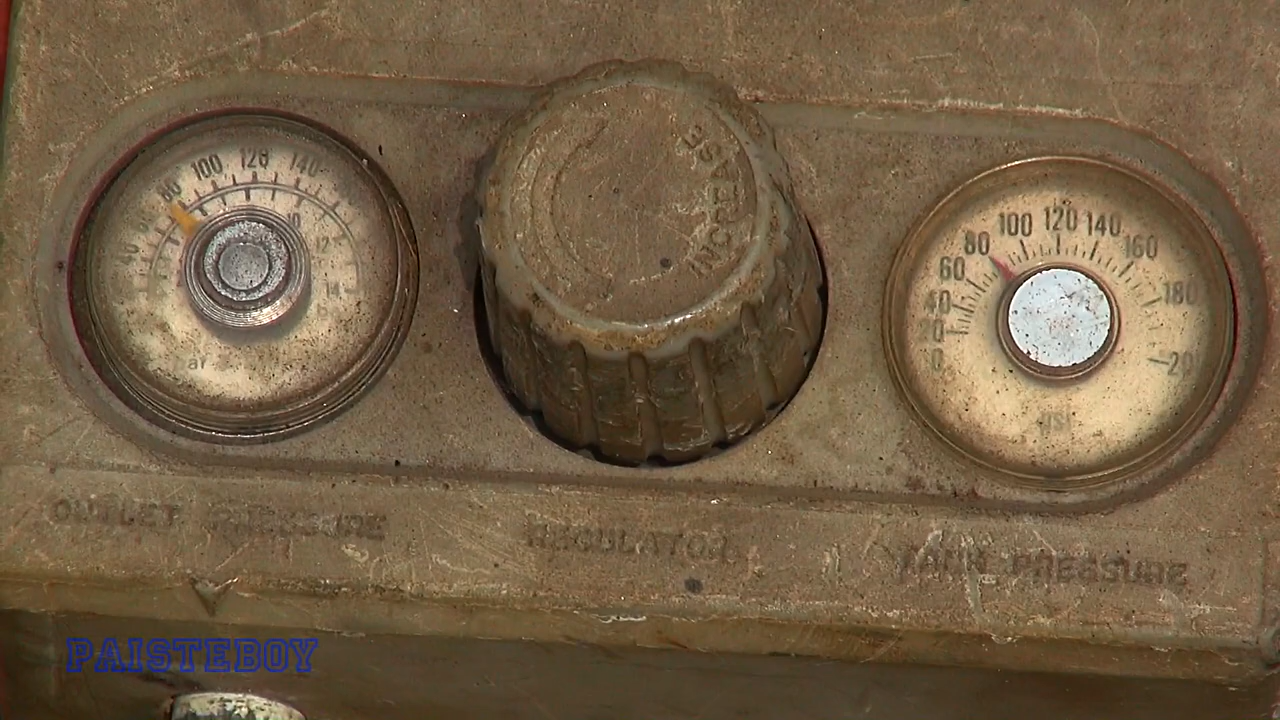 80 100 120 140
10
12
14
INCREASE
0 20 40 60 80 100 120 140 160 180
OUTLET PRESSURE
REGULATOR
TANK PRESSURE
PAISTEBOY